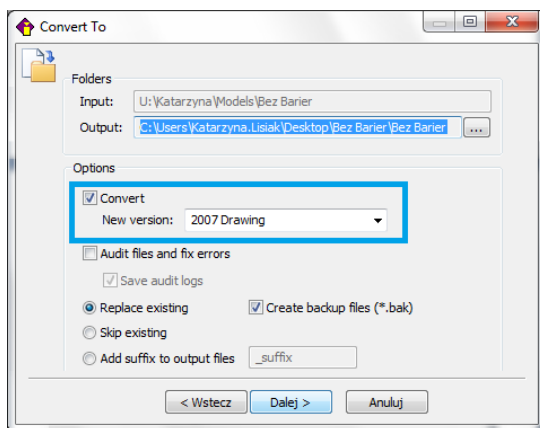 Convert To
Folders
Input: U:\Katarzyna\Models\Bez Barier
Output: C:\Users\Katarzyna.Lisiak\Desktop\Bez Barier\Bez Barier ...
Options
Convert
New version: 2007 Drawing
Audit files and fix errors
Save audit logs
Replace existing Create backup files (*.bak)
Skip existing
Add suffix to output files _suffix
< Wstecz Dalej > Anuluj